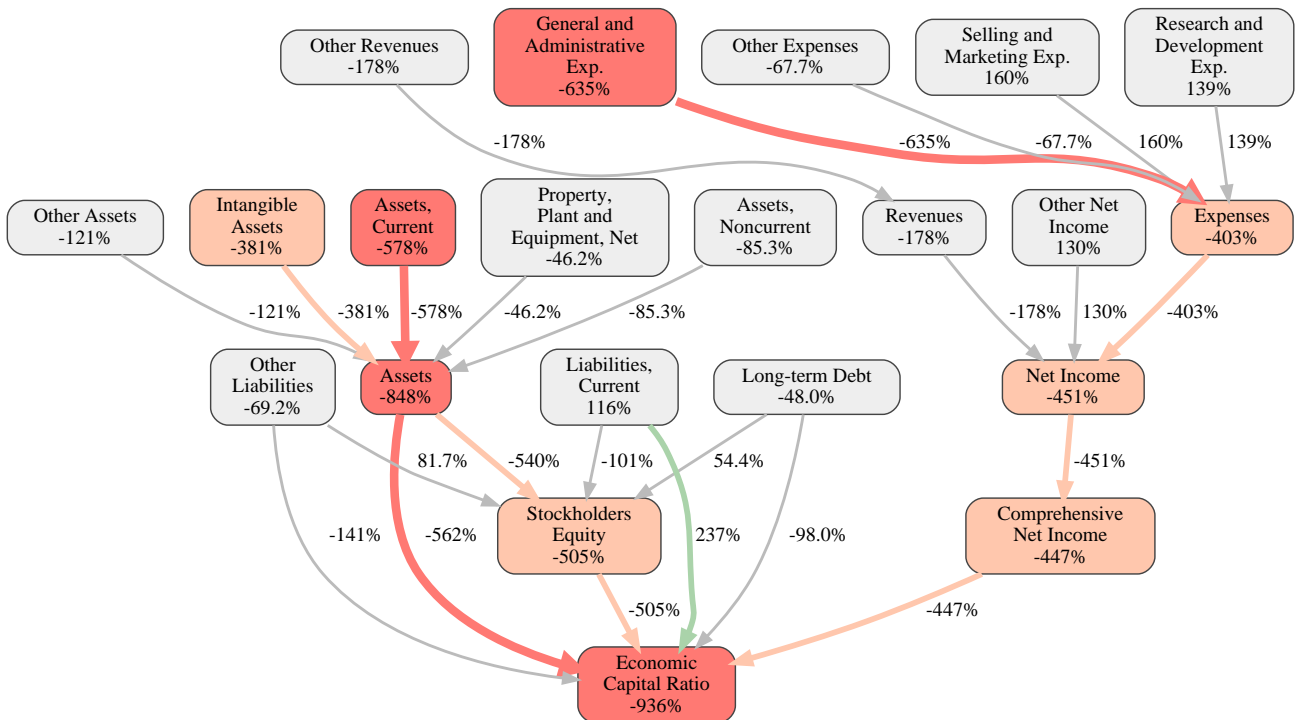 Other Revenues
-178%
General and
Administrative
Exp.
-635%
Other Expenses
-67.7%
Selling and
Marketing Exp.
160%
Research and
Development
Exp.
139%
-178%
-635%
-67.7%
160%
139%
Other Assets
-121%
Intangible
Assets
-381%
Assets,
Current
-578%
Property,
Plant and
Equipment, Net
-46.2%
Assets,
Noncurrent
-85.3%
Revenues
-178%
Other Net
Income
130%
Expenses
-403%
-121%
-381%
-578%
-46.2%
-85.3%
-178%
130%
-403%
Other
Liabilities
-69.2%
Assets
-848%
Liabilities,
Current
116%
Long-term Debt
-48.0%
Net Income
-451%
81.7%
-540%
-101%
54.4%
-451%
Stockholders
Equity
-505%
Comprehensive
Net Income
-447%
-141%
-562%
237%
-98.0%
-505%
-447%
Economic
Capital Ratio
-936%